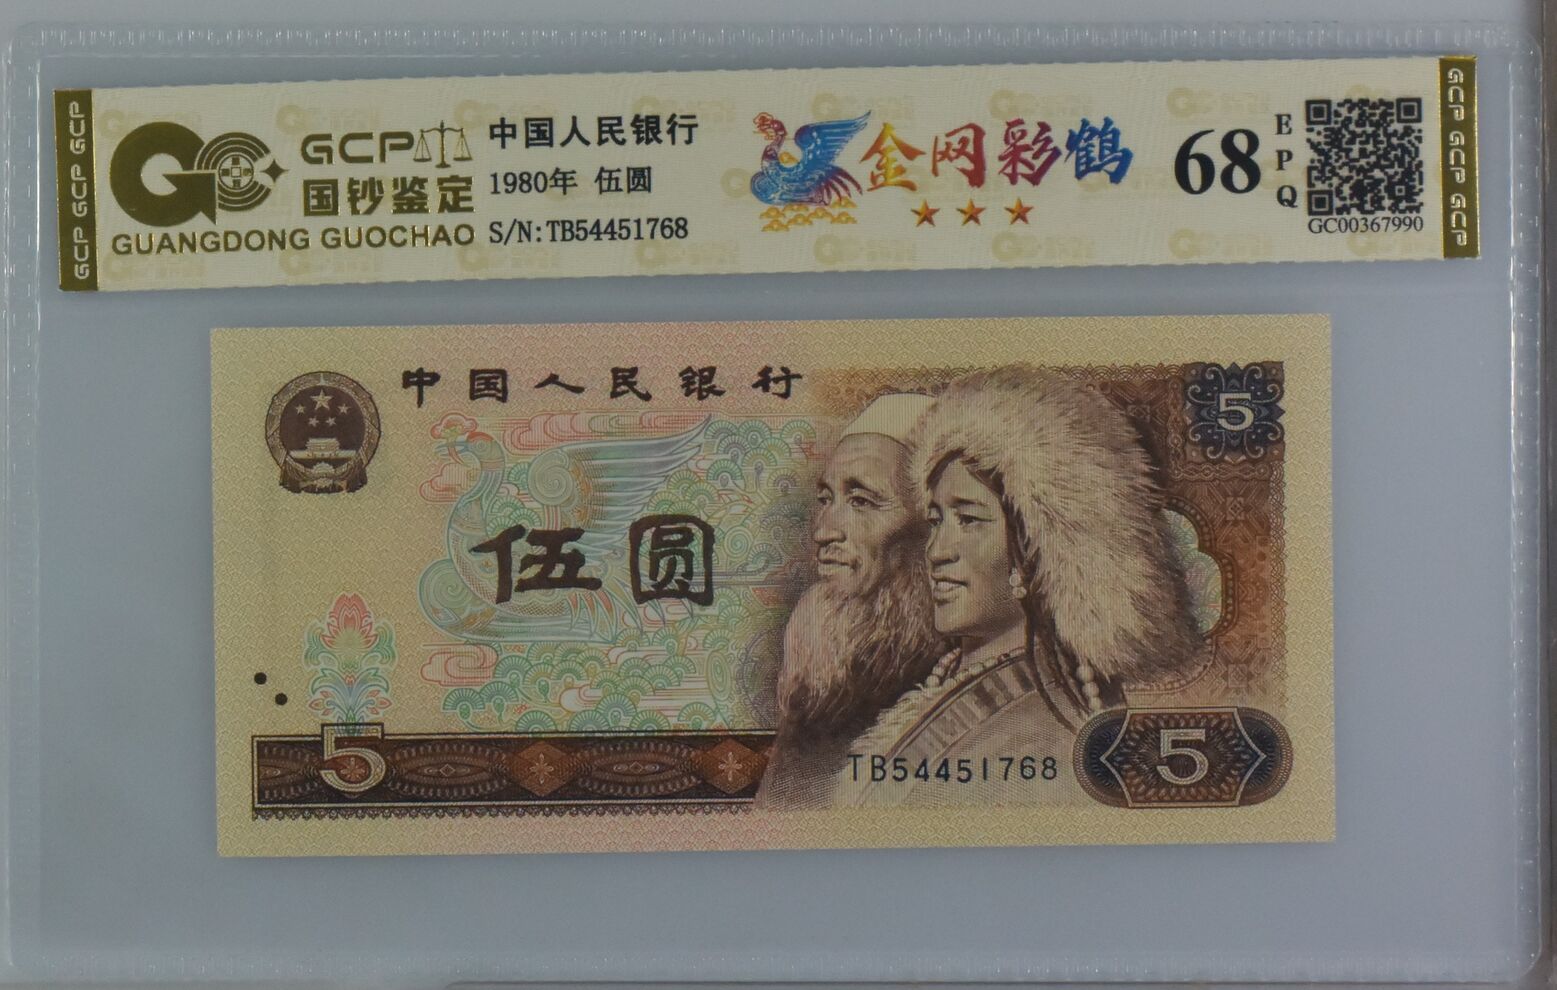 GCP GCP GCP
GCP
国钞鉴定
GUANGDONG GUOCHAO
中国人民银行
1980年 伍圆
S/N:TB54451768
金网彩鹤
68
EPQ
GC00367990
GCP GCP GCP
中国人民银行
5
伍圆
5
TB54451768
5